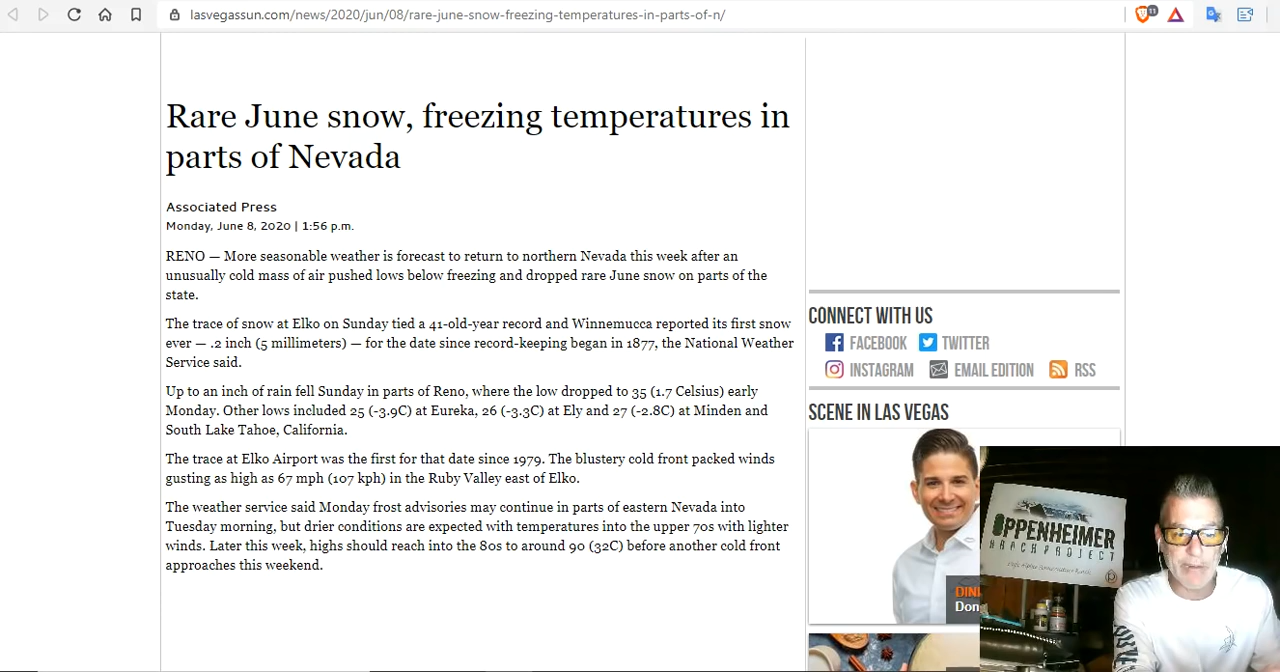 lasvegassun.com/news/2020/jun/08/rare-june-snow-freezing-temperatures-in-parts-of-n/
11
Rare June snow, freezing temperatures in
parts of Nevada
Associated Press
Monday, June 8, 2020 | 1:56 p.m.
RENO — More seasonable weather is forecast to return to northern Nevada this week after an
unusually cold mass of air pushed lows below freezing and dropped rare June snow on parts of the
state.
The trace of snow at Elko on Sunday tied a 41-old-year record and Winnemucca reported its first snow
ever — .2 inch (5 millimeters) — for the date since record-keeping began in 1877, the National Weather
Service said.
Up to an inch of rain fell Sunday in parts of Reno, where the low dropped to 35 (1.7 Celsius) early
Monday. Other lows included 25 (-3.9C) at Eureka, 26 (-3.3C) at Ely and 27 (-2.8C) at Minden and
South Lake Tahoe, California.
The trace at Elko Airport was the first for that date since 1979. The blustery cold front packed winds
gusting as high as 67 mph (107 kph) in the Ruby Valley east of Elko.
The weather service said Monday frost advisories may continue in parts of eastern Nevada into
Tuesday morning, but drier conditions are expected with temperatures into the upper 70s with lighter
winds. Later this week, highs should reach into the 80s to around 90 (32C) before another cold front
approaches this weekend.
CONNECT WITH US
FACEBOOK TWITTER
INSTAGRAM EMAIL EDITION RSS
SCENE IN LAS VEGAS
DINI
Don
OPPENHEIMER
RANCH PROJECT